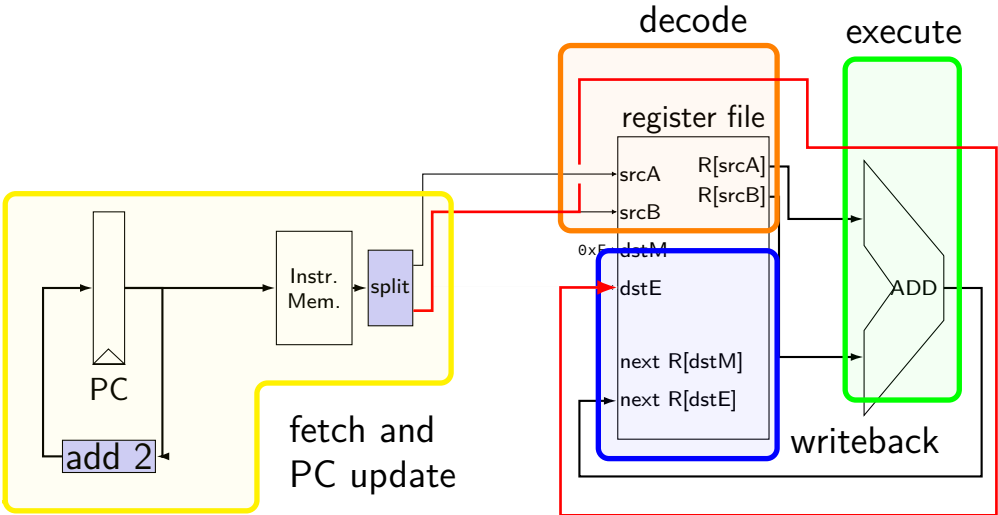 decode
execute
register file
srcA
R[srcA]
R[srcB]
srcB
0xF
dstM
Instr.
Mem.
split
dstE
ADD
PC
next R[dstM]
next R[dstE]
add 2
fetch and
PC update
writeback